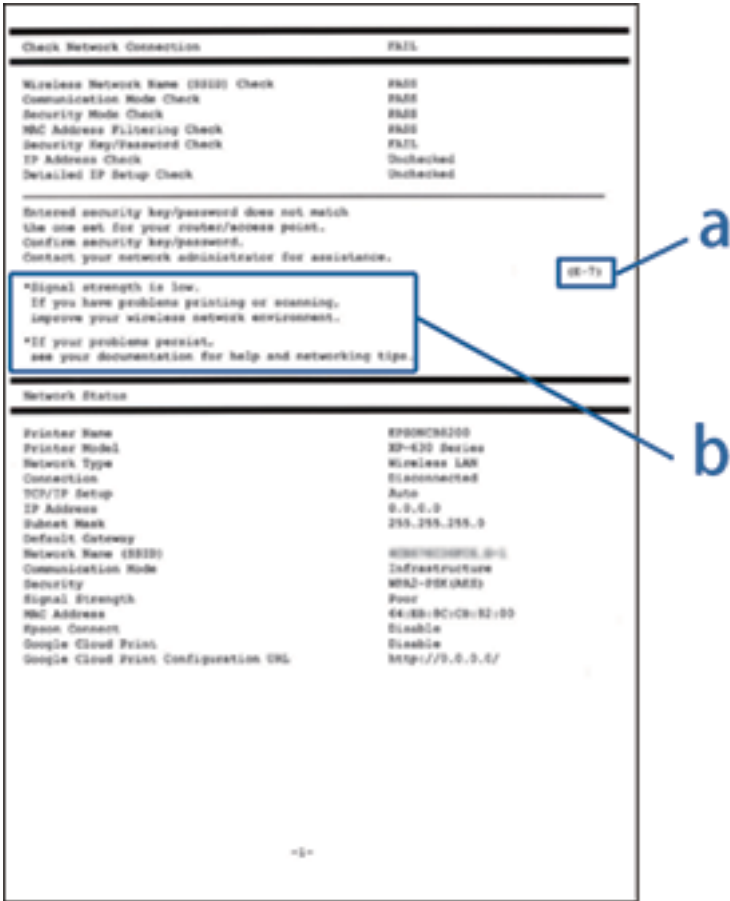 Check Network Connection FAIL
Wireless Network Name (SSID) Check PASS
Communication Mode Check PASS
Security Mode Check PASS
MAC Address Filtering Check PASS
Security Key/Password Check FAIL
IP Address Check Unchecked
Detailed IP Setup Check Unchecked
Entered security key/password does not match
the one set for your router/access point.
Confirm security key/password.
Contact your network administrator for assistance.
(E-7)
a
*Signal strength is low.
If you have problems printing or scanning,
improve your wireless network environment.
*If your problems persist,
see your documentation for help and networking tips.
b
Network Status
Printer Name
Printer Model XP-630 Series
Network Type Wireless LAN
Connection Disconnected
TCP/IP Setup Auto
IP Address 0.0.0.0
Subnet Mask 255.255.255.0
Default Gateway
Network Name (SSID)
Communication Mode Infrastructure
Security WPA2-PSK(AES)
Signal Strength Poor
MAC Address
Epson Connect Disable
Google Cloud Print Disable
Google Cloud Print Configuration URL http://0.0.0.0/
-1-